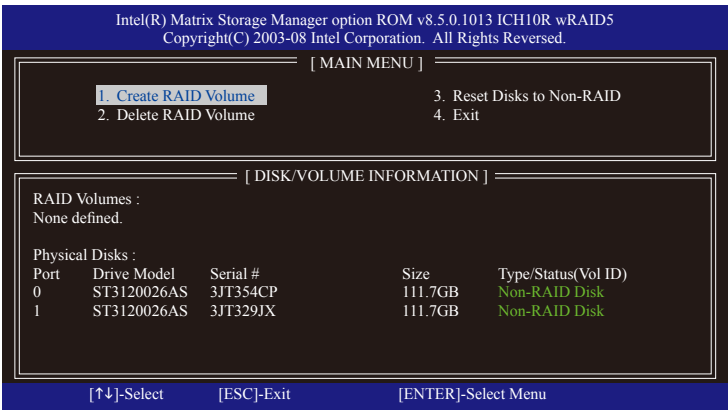 Intel(R) Matrix Storage Manager option ROM v8.5.0.1013 ICH10R wRAID5
Copyright(C) 2003-08 Intel Corporation. All Rights Reversed.
[ MAIN MENU ]
1. Create RAID Volume 3. Reset Disks to Non-RAID
2. Delete RAID Volume 4. Exit
[ DISK/VOLUME INFORMATION ]
RAID Volumes :
None defined.
Physical Disks :
Port Drive Model Serial # Size Type/Status(Vol ID)
0 ST3120026AS 3JT354CP 111.7GB Non-RAID Disk
1 ST3120026AS 3JT329JX 111.7GB Non-RAID Disk
[↑↓]-Select [ESC]-Exit [ENTER]-Select Menu